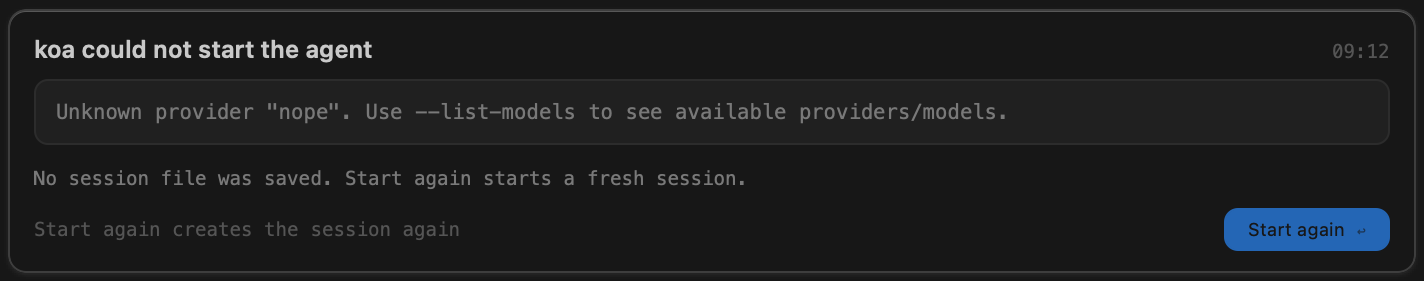 koa could not start the agent
09:12
Unknown provider "nope". Use --list-models to see available providers/models.
No session file was saved. Start again starts a fresh session.
Start again creates the session again
Start again ↵